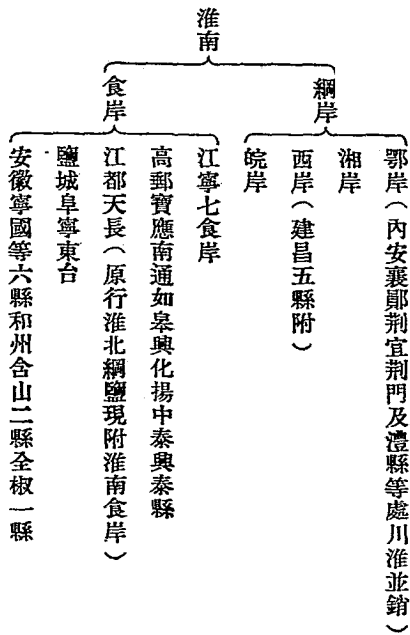 淮南
綱岸
鄂岸（內安襄鄖荆宜荆門及澧縣等處川淮並銷）
湘岸
西岸（建昌五縣附）
皖岸
食岸
江寧七食岸
高郵寶應南通如皋興化揚中泰興泰縣
江都天長（原行淮北綱鹽現附淮南食岸）
鹽城阜寧東台
安徽寧國等六縣和州含山二縣全椒一縣